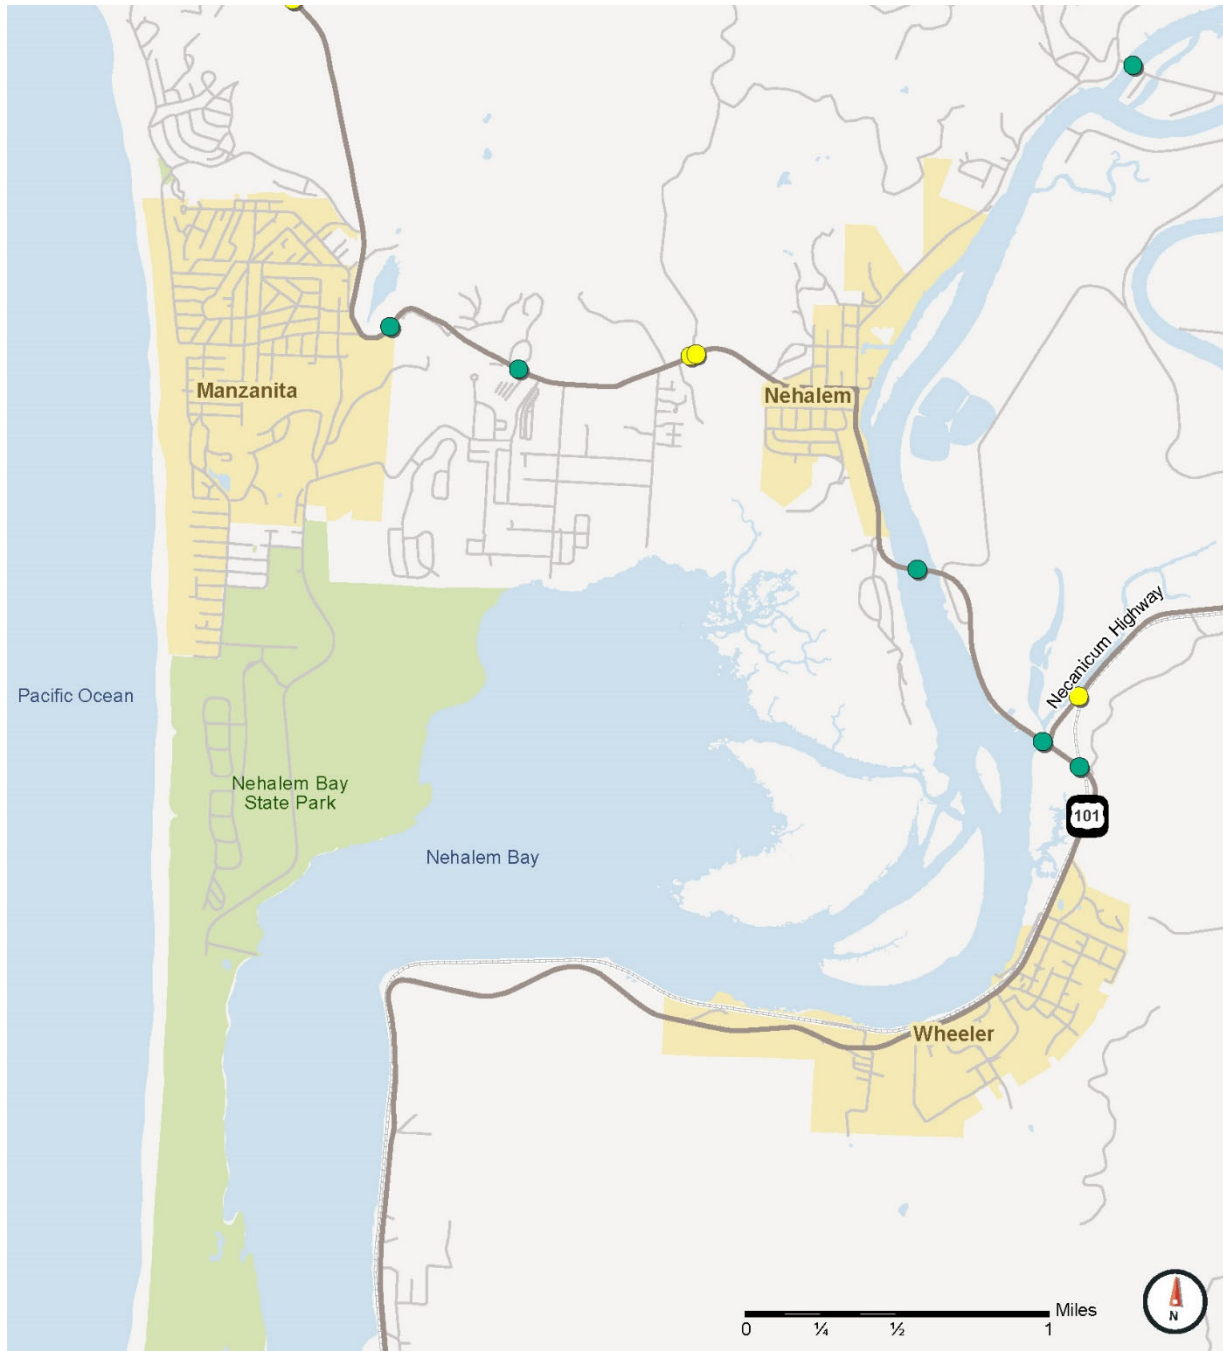 Manzanita
Nehalem
Necanicum Highway
Pacific Ocean
Nehalem Bay
State Park
101
Nehalem Bay
Wheeler
Miles
0 ¼ ½ 1
N